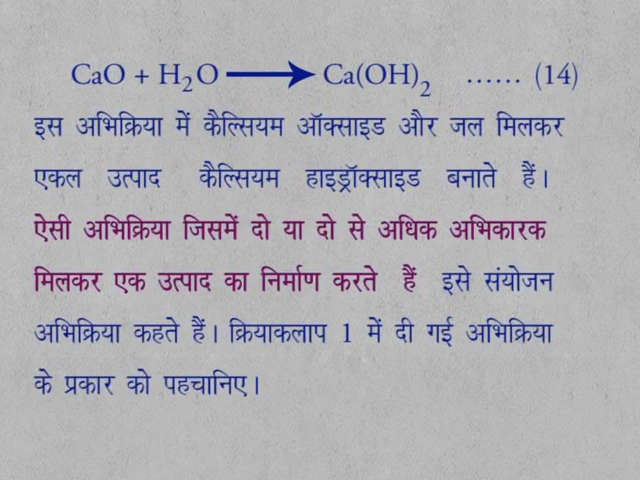 CaO + H₂O ⟶ Ca(OH)₂ …… (14)
इस अभिक्रिया में कैल्सियम ऑक्साइड और जल मिलकर
एकल उत्पाद कैल्सियम हाइड्रॉक्साइड बनाते हैं।
ऐसी अभिक्रिया जिसमें दो या दो से अधिक अभिकारक
मिलकर एक उत्पाद का निर्माण करते हैं इसे संयोजन
अभिक्रिया कहते हैं। क्रियाकलाप 1 में दी गई अभिक्रिया
के प्रकार को पहचानिए।